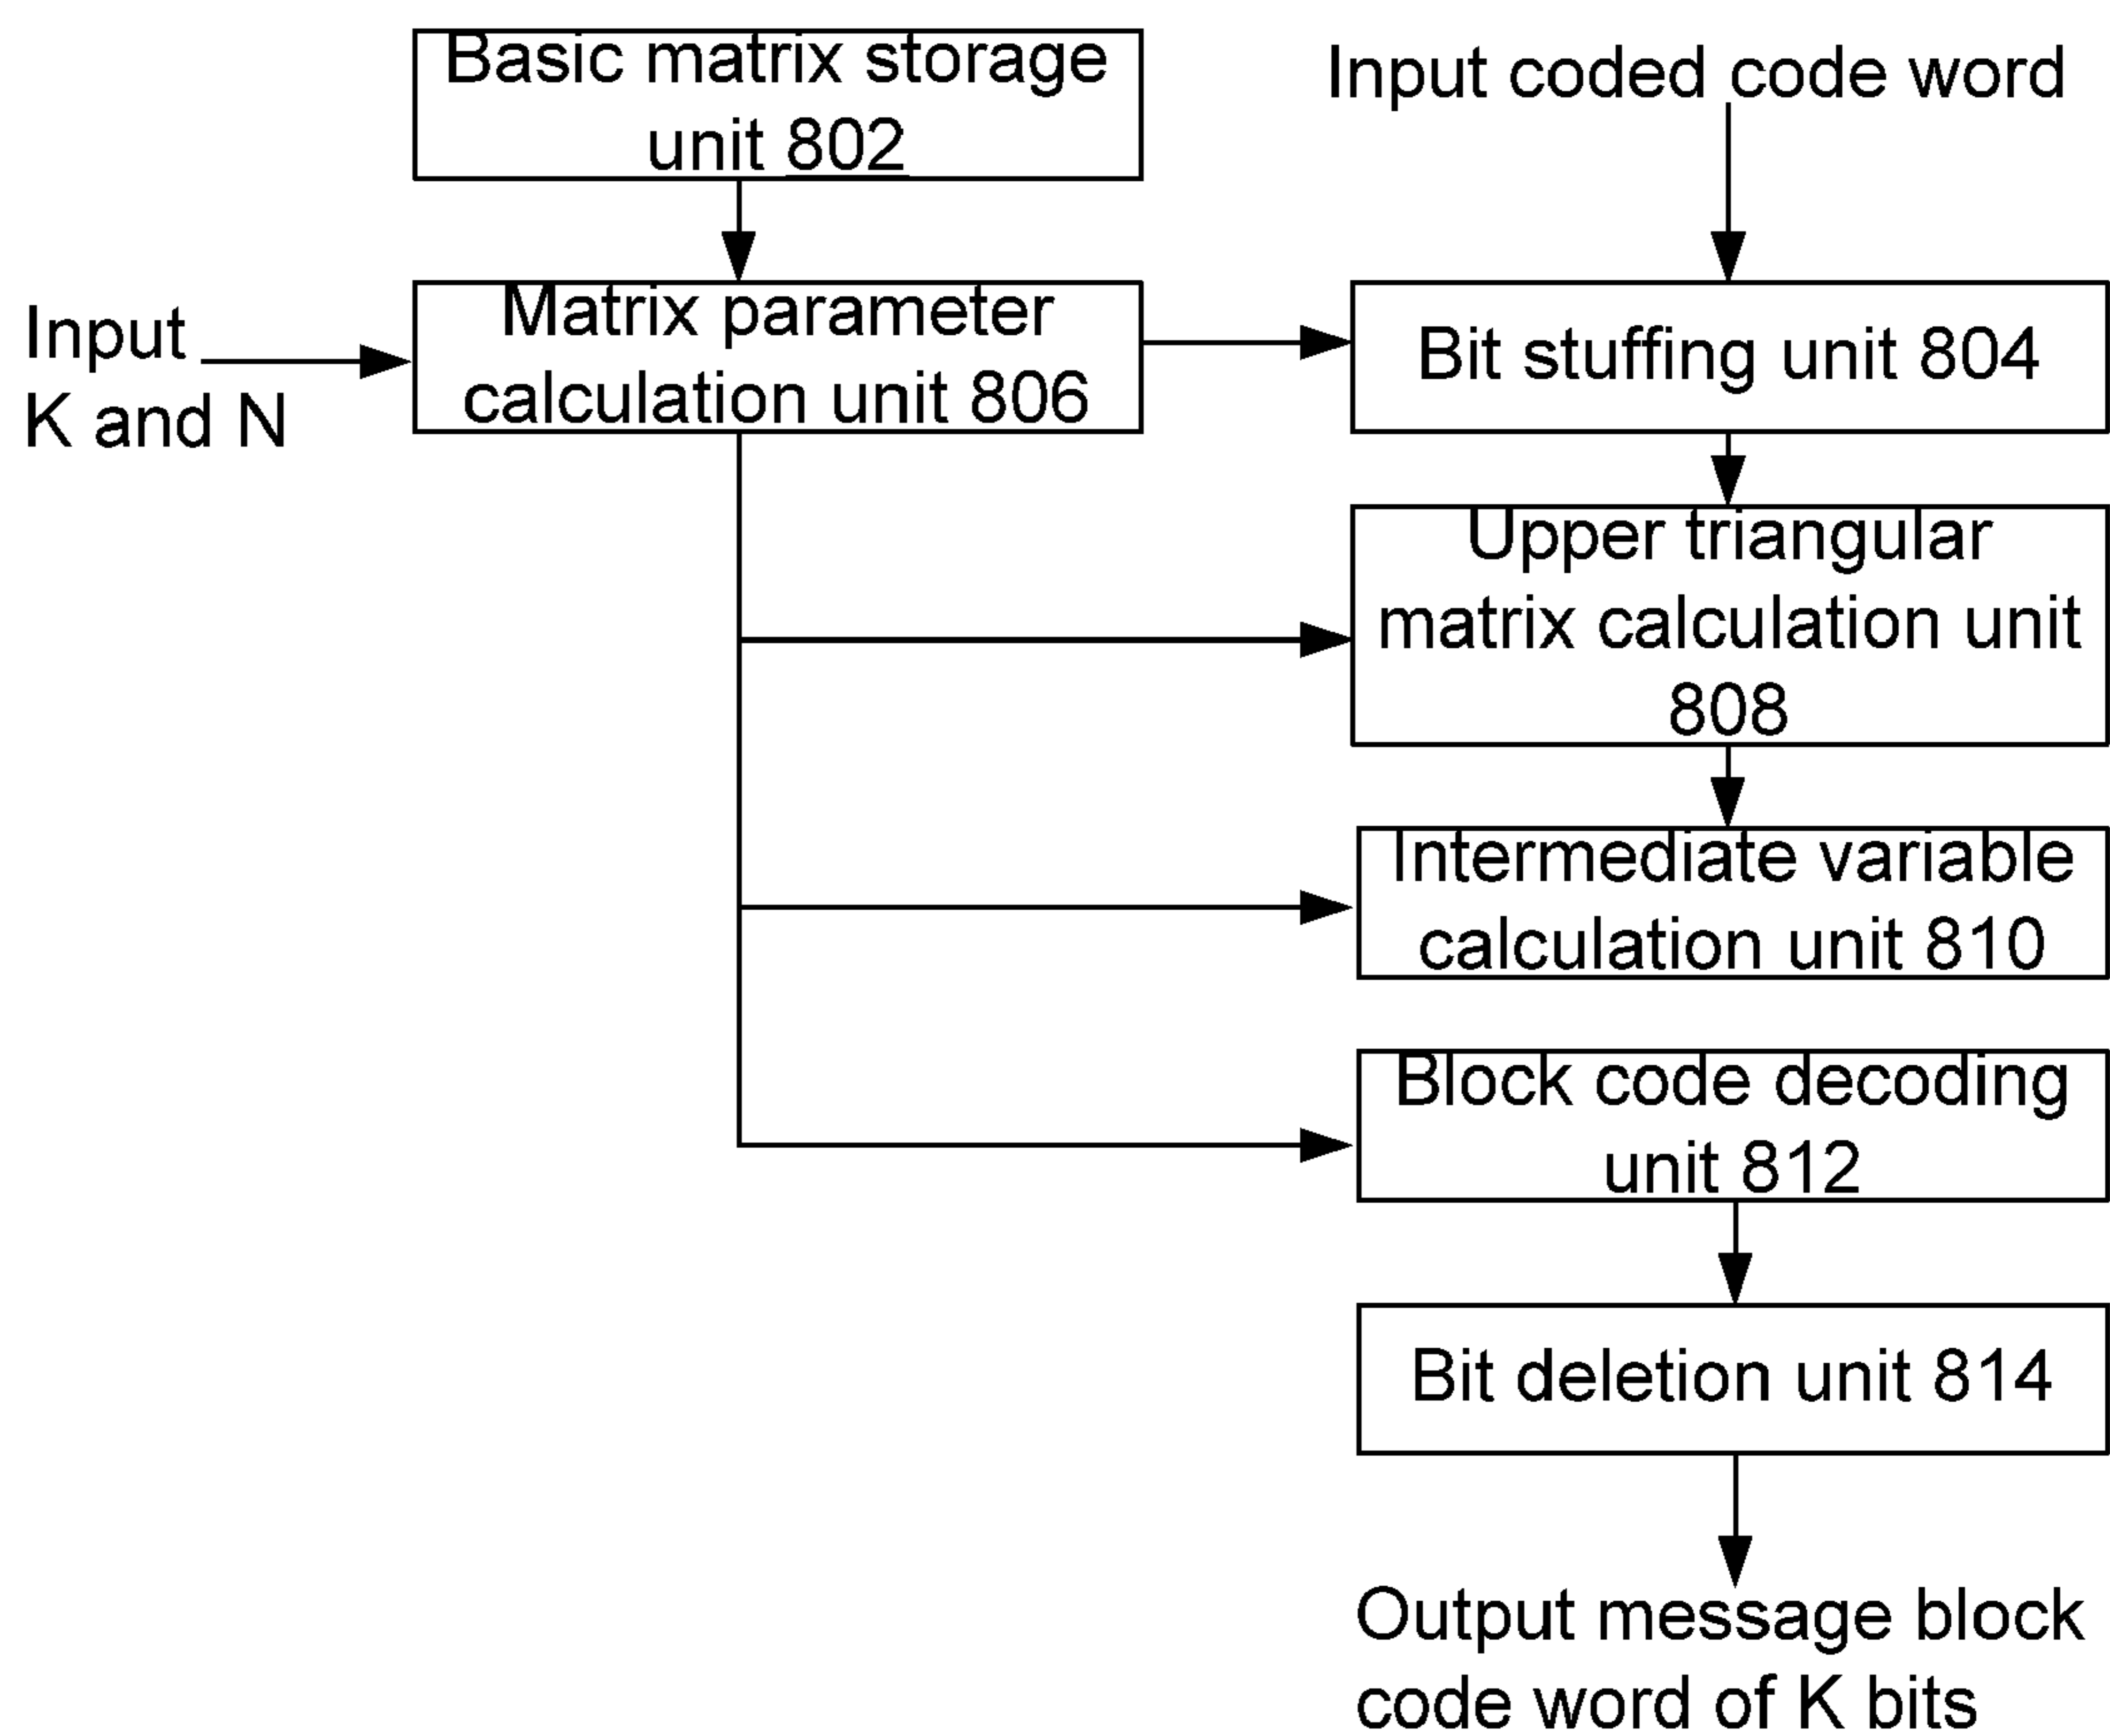 Basic matrix storage
unit 802
Input coded code word
Input
K and N
Matrix parameter
calculation unit 806
Bit stuffing unit 804
Upper triangular
matrix calculation unit
808
Intermediate variable
calculation unit 810
Block code decoding
unit 812
Bit deletion unit 814
Output message block
code word of K bits